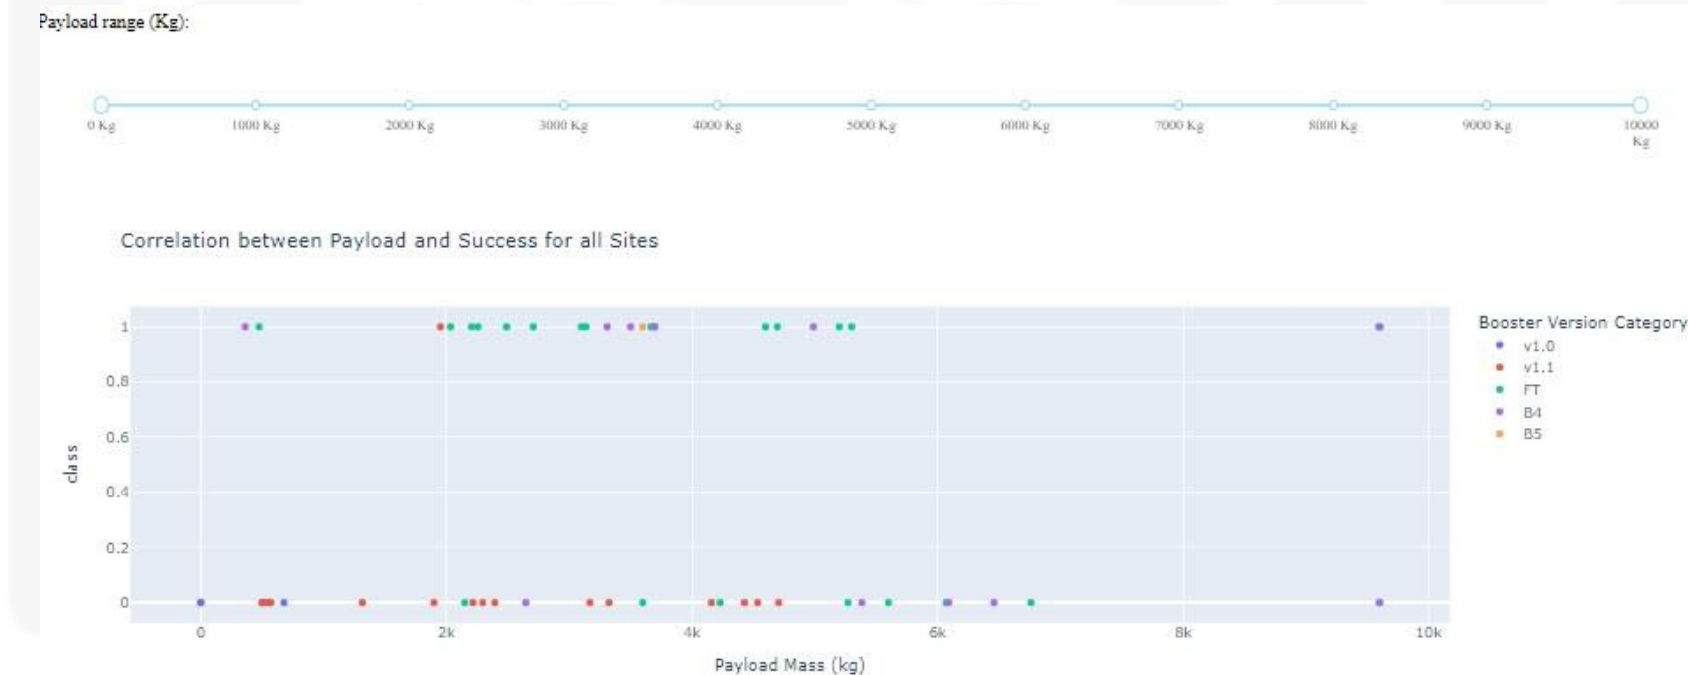 Payload range (Kg):
0 Kg 1000 Kg 2000 Kg 3000 Kg 4000 Kg 5000 Kg 6000 Kg 7000 Kg 8000 Kg 9000 Kg 10000
Kg
Correlation between Payload and Success for all Sites
1
0.8
0.6
0.4
0.2
0
class
0 2k 4k 6k 8k 10k
Payload Mass (kg)
Booster Version Category
v1.0
v1.1
FT
B4
B5